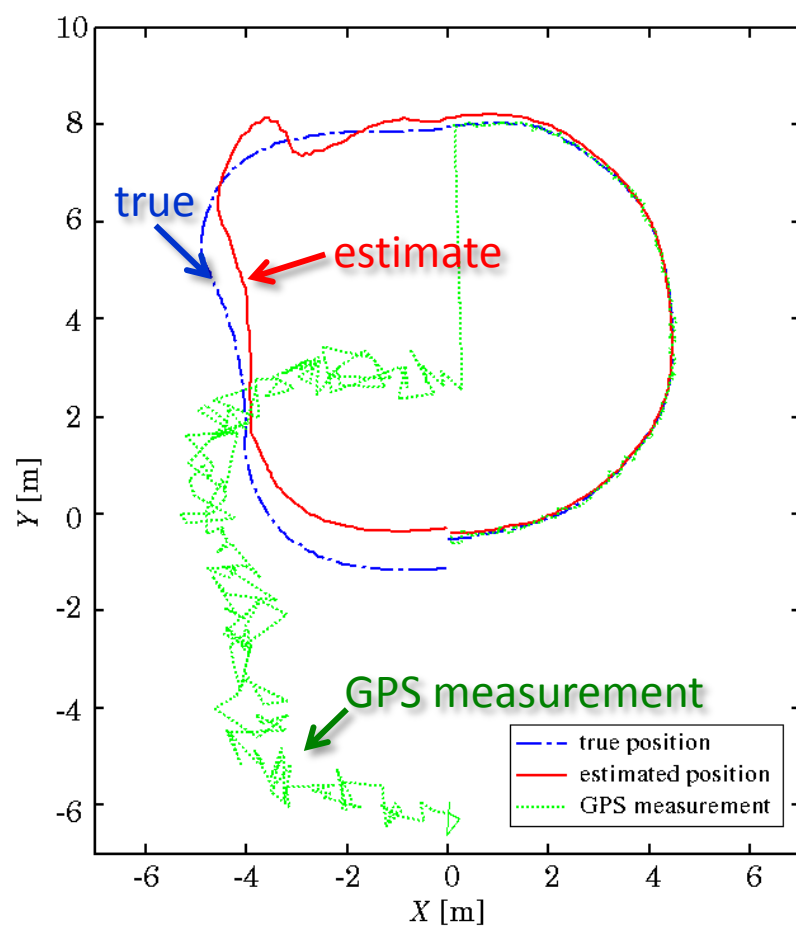 10
8
6
4
2
0
-2
-4
-6
Y [m]
true
estimate
GPS measurement
true position
estimated position
GPS measurement
-6 -4 -2 0 2 4 6
X [m]